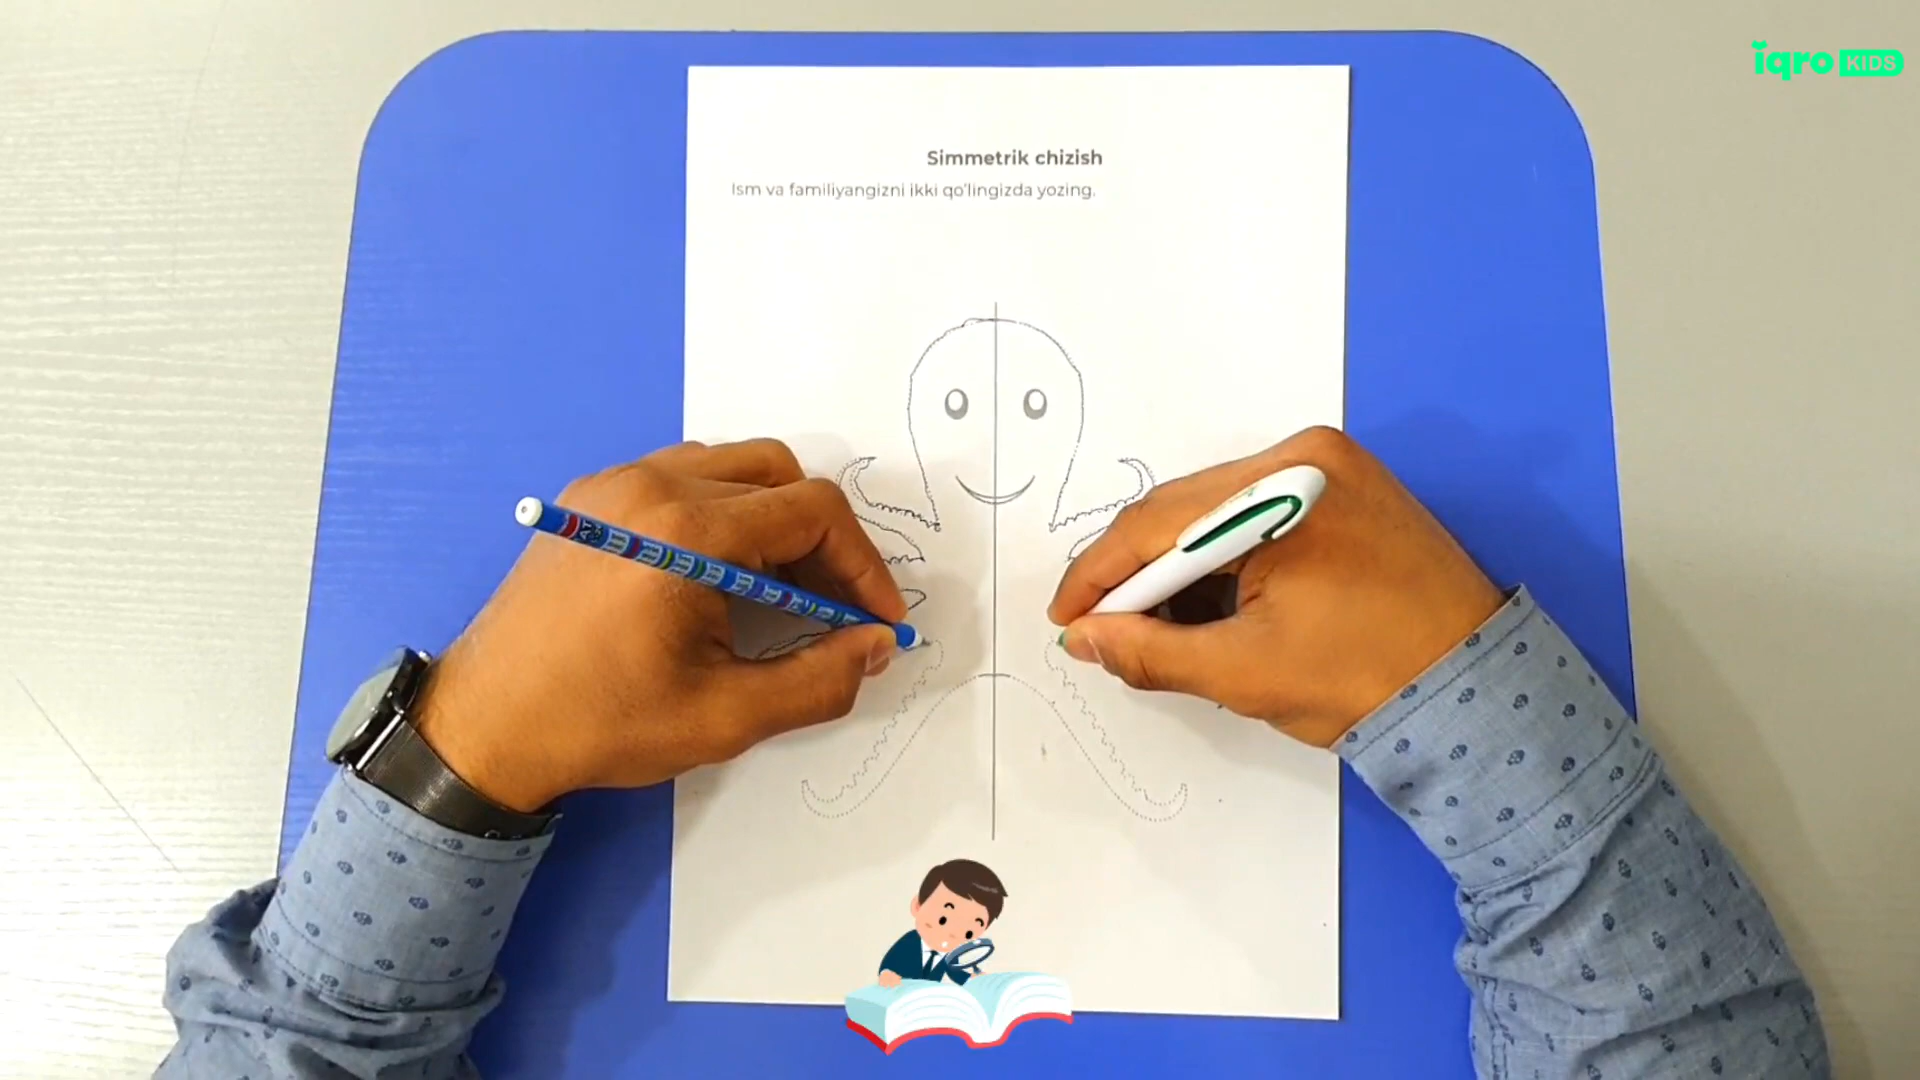 iqro KIDS
Simmetrik chizish
Ism va familiyangizni ikki qo'lingizda yozing.